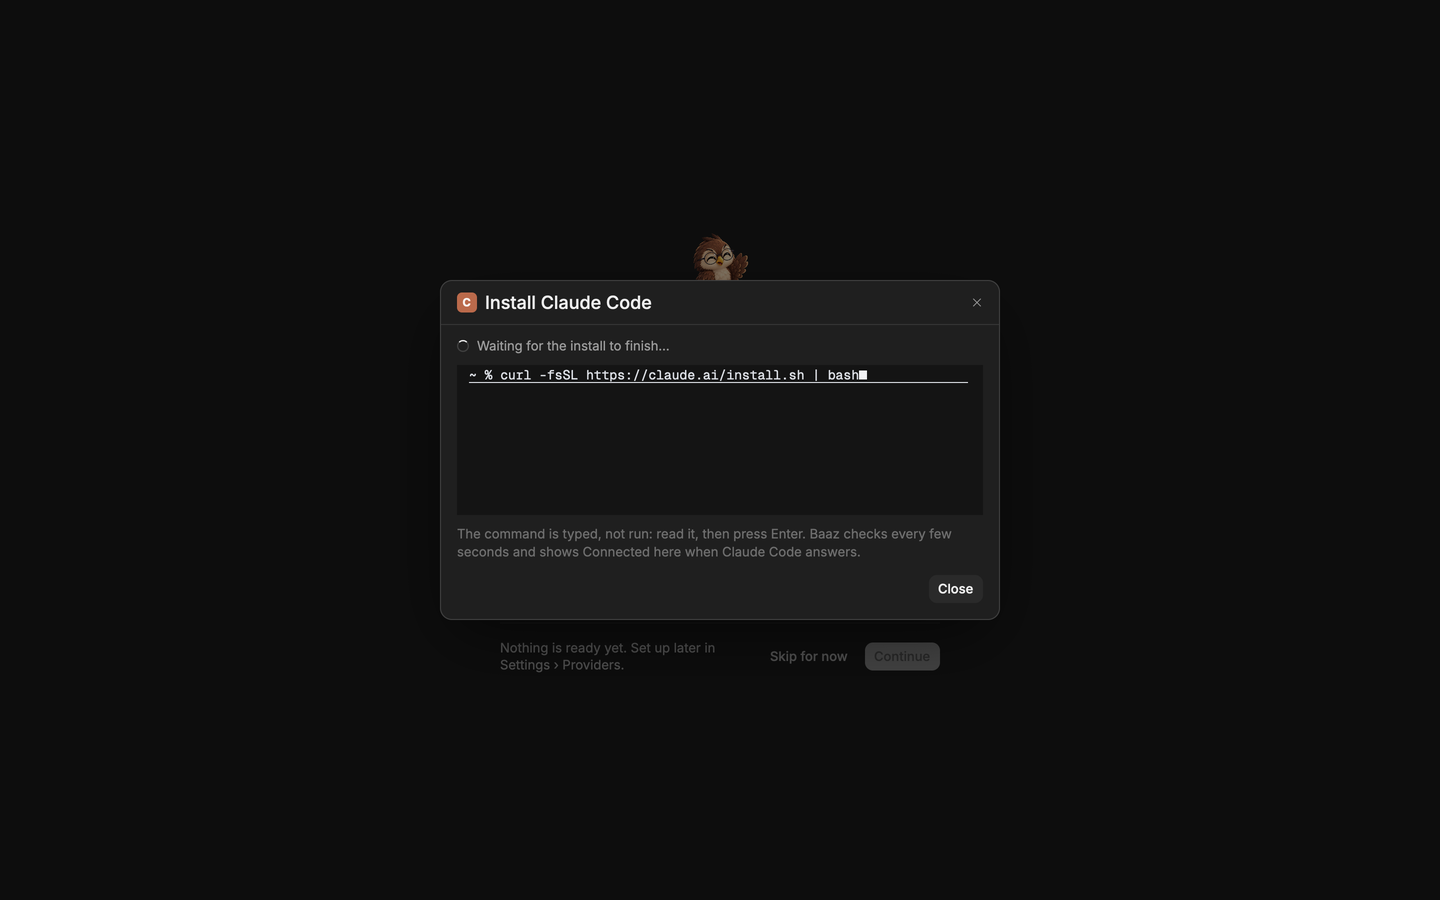 C Install Claude Code
Waiting for the install to finish...
~ % curl -fsSL https://claude.ai/install.sh | bash
The command is typed, not run: read it, then press Enter. Baaz checks every few
seconds and shows Connected here when Claude Code answers.
Close
Nothing is ready yet. Set up later in
Settings › Providers.
Skip for now
Continue